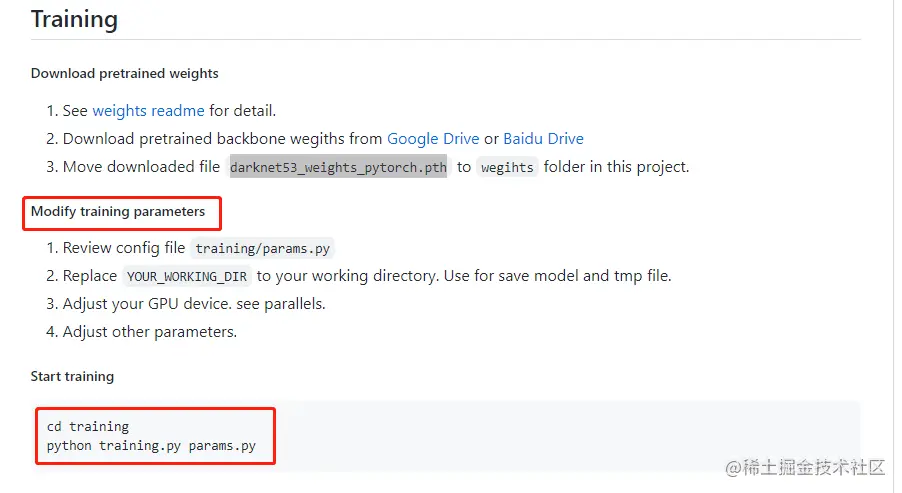 Training
Download pretrained weights
1. See weights readme for detail.
2. Download pretrained backbone wegiths from Google Drive or Baidu Drive
3. Move downloaded file darknet53_weights_pytorch.pth to wegihts folder in this project.
Modify training parameters
1. Review config file training/params.py
2. Replace YOUR_WORKING_DIR to your working directory. Use for save model and tmp file.
3. Adjust your GPU device. see parallels.
4. Adjust other parameters.
Start training
cd training
python training.py params.py
@稀土掘金技术社区